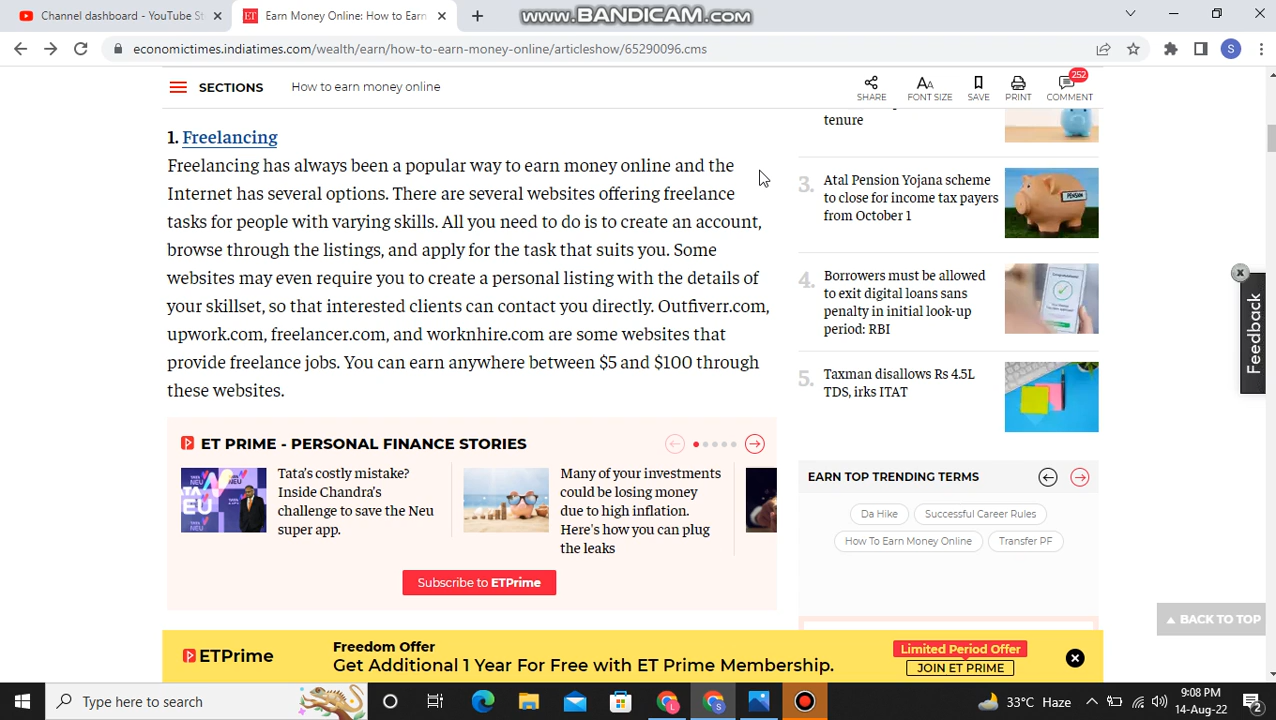 Channel dashboard - YouTube St
Earn Money Online: How to Earn
www.BANDICAM.com
economictimes.indiatimes.com/wealth/earn/how-to-earn-money-online/articleshow/65290096.cms
S
SECTIONS
How to earn money online
SHARE
FONT SIZE
SAVE
PRINT
252
COMMENT
1. Freelancing
Freelancing has always been a popular way to earn money online and the
Internet has several options. There are several websites offering freelance
tasks for people with varying skills. All you need to do is to create an account,
browse through the listings, and apply for the task that suits you. Some
websites may even require you to create a personal listing with the details of
your skillset, so that interested clients can contact you directly. Outfiverr.com,
upwork.com, freelancer.com, and worknhire.com are some websites that
provide freelance jobs. You can earn anywhere between $5 and $100 through
these websites.
ET PRIME - PERSONAL FINANCE STORIES
Tata's costly mistake?
Inside Chandra's
challenge to save the Neu
super app.
Many of your investments
could be losing money
due to high inflation.
Here's how you can plug
the leaks
Subscribe to ETPrime
tenure
3.
Atal Pension Yojana scheme
to close for income tax payers
from October 1
PENSION
4.
Borrowers must be allowed
to exit digital loans sans
penalty in initial look-up
period: RBI
5.
Taxman disallows Rs 4.5L
TDS, irks ITAT
EARN TOP TRENDING TERMS
Da Hike
Successful Career Rules
How To Earn Money Online
Transfer PF
Feedback
BACK TO TOP
ETPrime
Freedom Offer
Get Additional 1 Year For Free with ET Prime Membership.
Limited Period Offer
JOIN ET PRIME
Type here to search
33°C Haze
9:08 PM
14-Aug-22
2